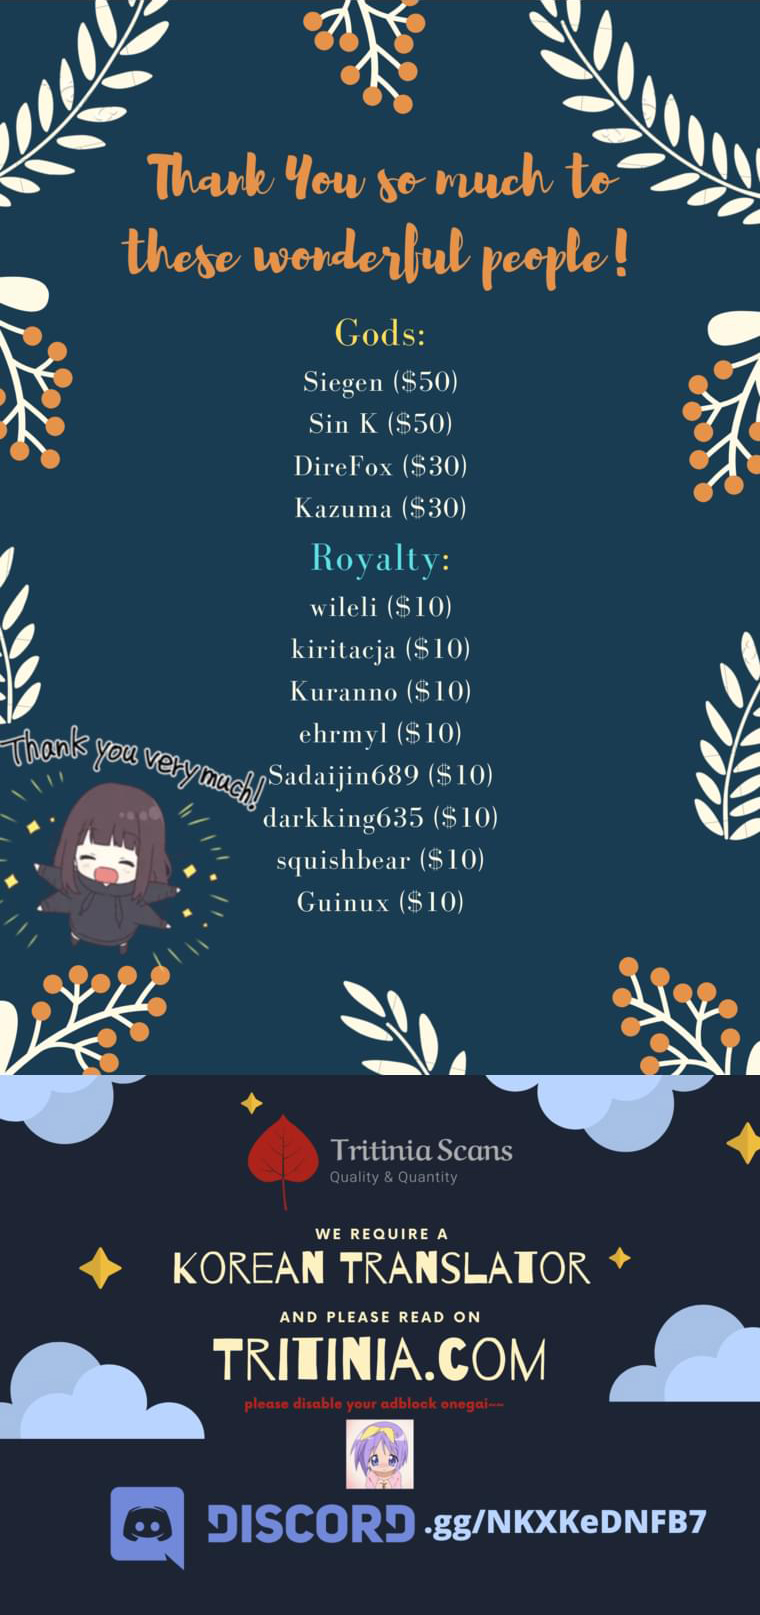 Thank You so much to
these wonderful people!
Gods:
Siegen ($50)
Sin K ($50)
DireFox ($30)
Kazuma ($30)
Royalty:
wileli ($10)
kiritacja ($10)
Kuranno ($10)
ehrmyl ($10)
Thank you very much!
Sadaijin689 ($10)
darkking635 ($10)
squishbear ($10)
Guinux ($10)
Tritinia Scans
Quality & Quantity
WE REQUIRE A
KOREAN TRANSLATOR
AND PLEASE READ ON
TRITINIA.COM
please disable your adblock onegai~~
DISCORD .gg/NKXKeDNFB7